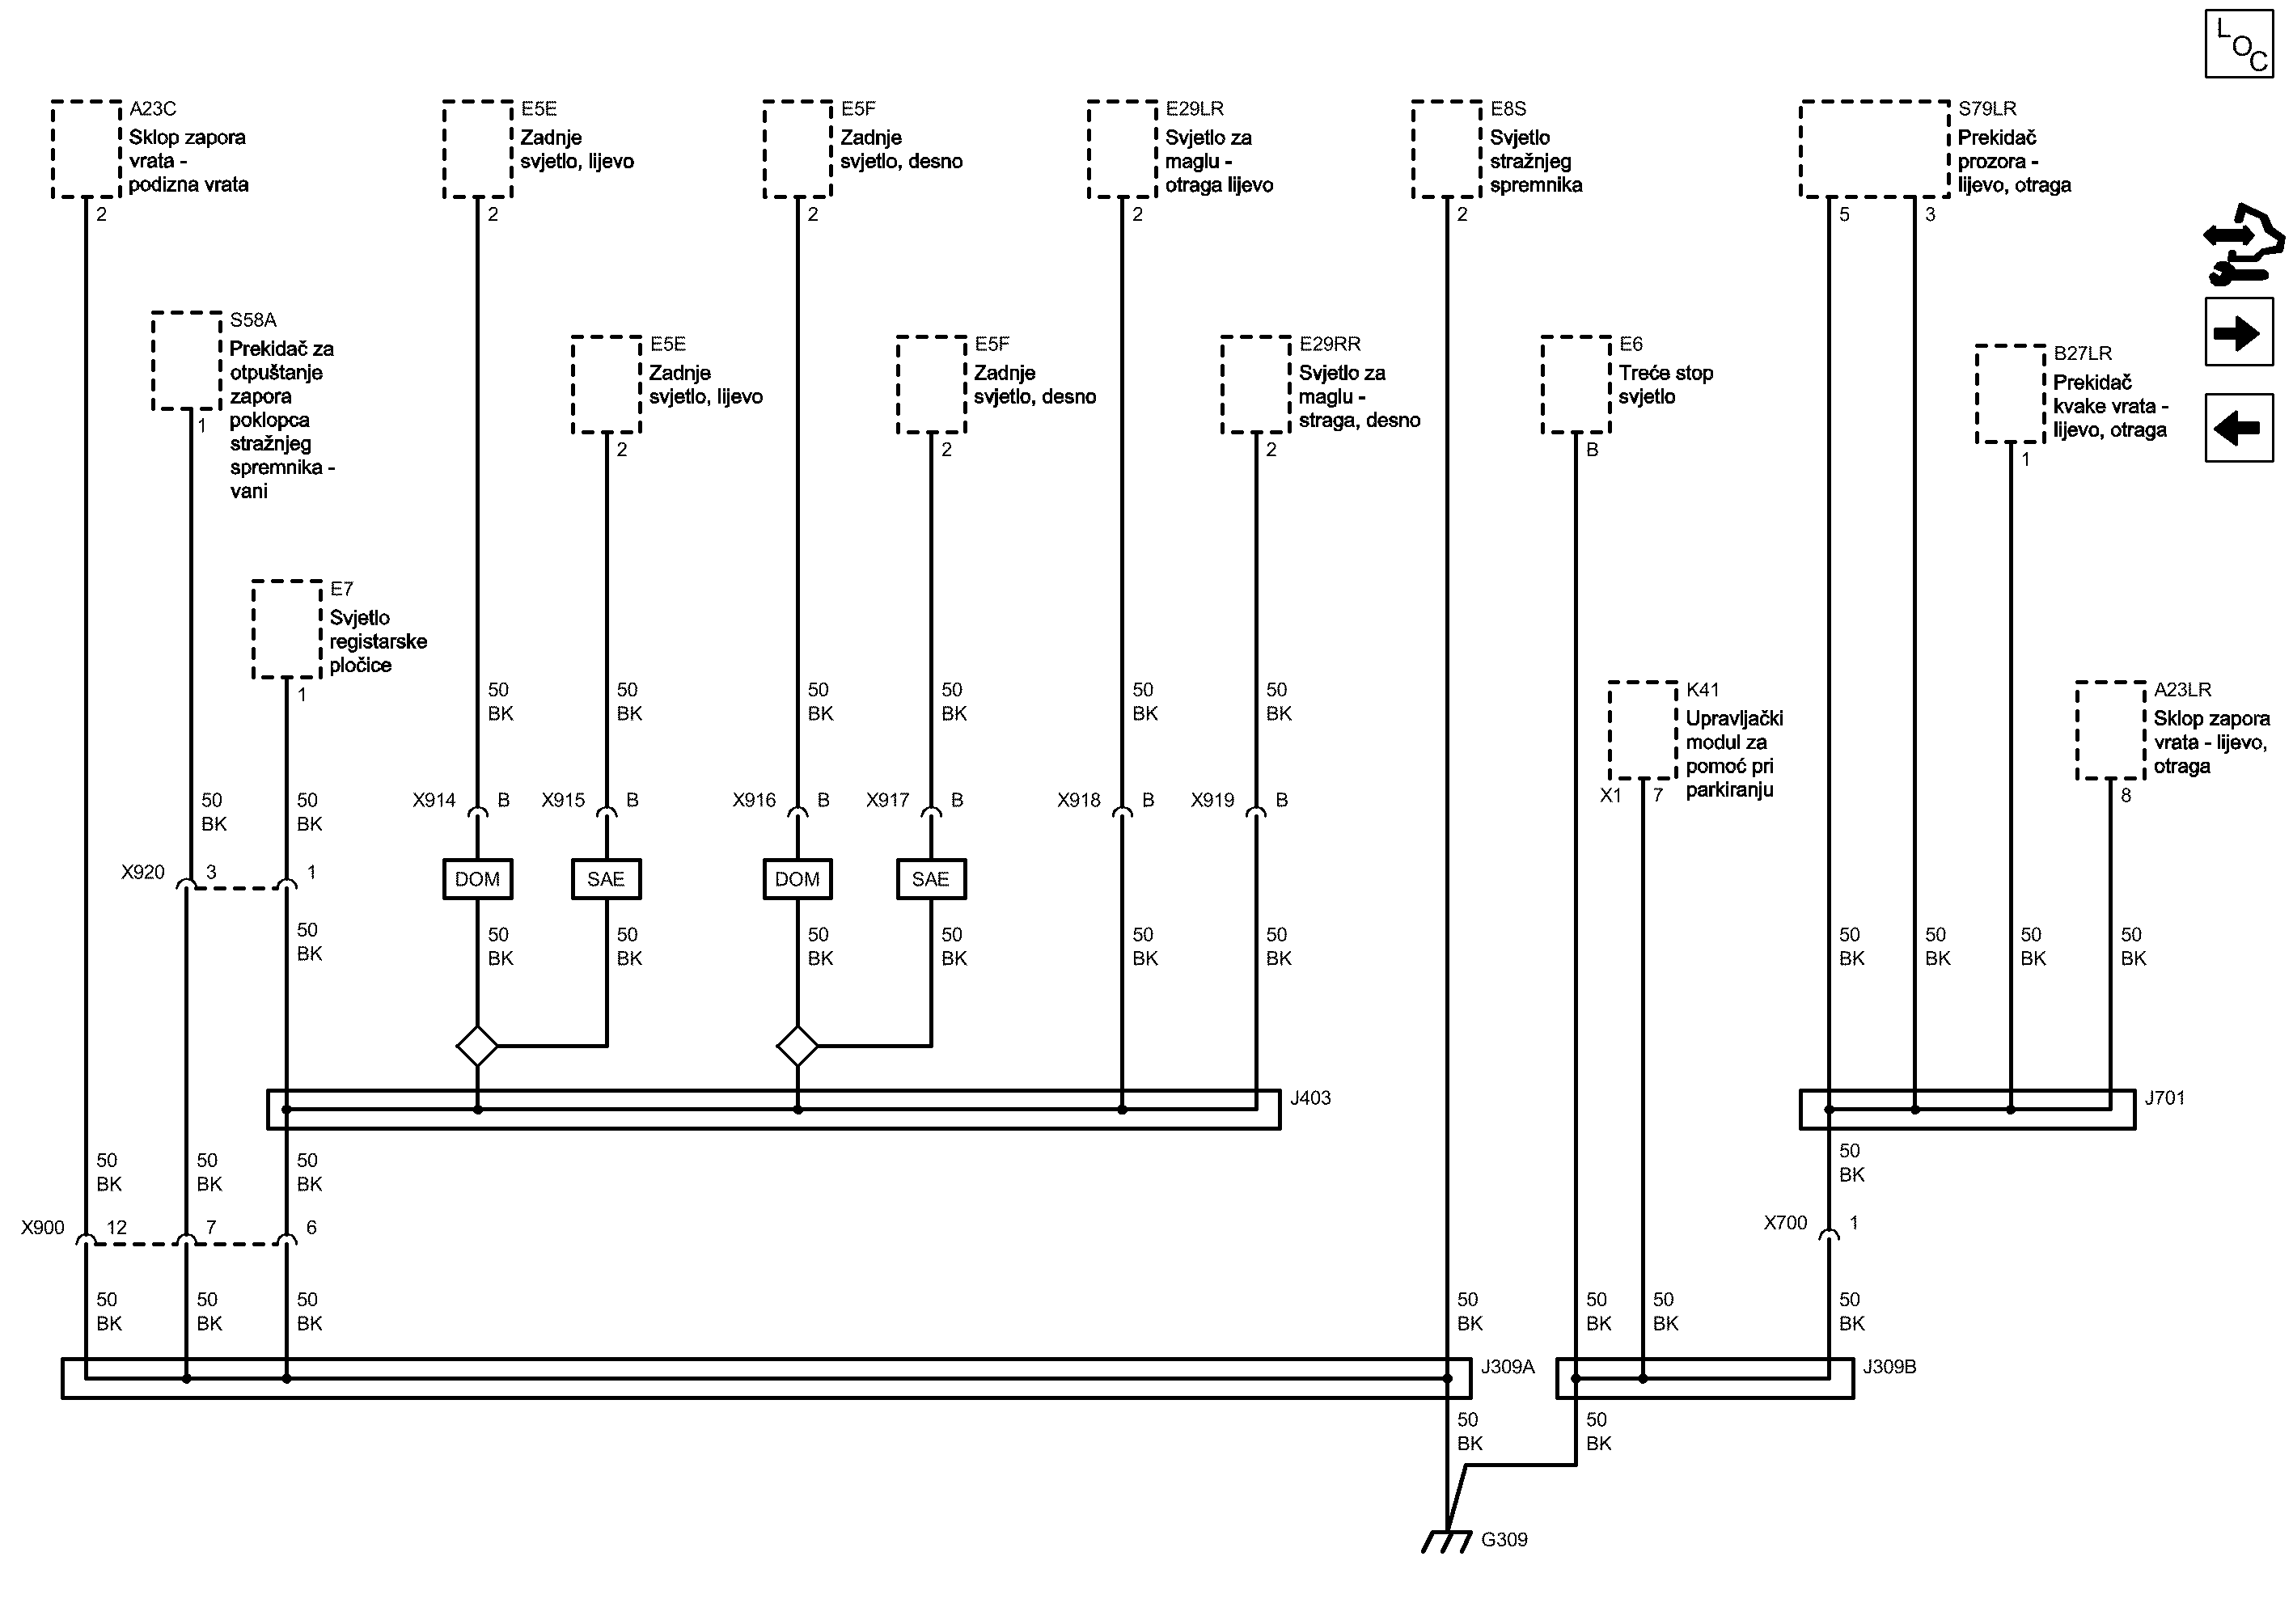 L
O
C
A23C
Sklop zapora
vrata -
podizna vrata
2
E5E
Zadnje
svjetlo, lijevo
2
E5F
Zadnje
svjetlo, desno
2
E29LR
Svjetlo za
maglu -
otraga lijevo
2
E8S
Svjetlo
stražnjeg
spremnika
2
S79LR
Prekidač
prozora -
lijevo, otraga
5
3
S58A
Prekidač za
otpuštanje
zapora
poklopca
stražnjeg
spremnika -
vani
1
E5E
Zadnje
svjetlo, lijevo
2
E5F
Zadnje
svjetlo, desno
2
E29RR
Svjetlo za
maglu -
straga, desno
2
E6
Treće stop
svjetlo
B
B27LR
Prekidač
kvake vrata -
lijevo, otraga
1
E7
Svjetlo
registarske
pločice
1
K41
Upravljački
modul za
pomoć pri
parkiranju
X1 7
A23LR
Sklop zapora
vrata - lijevo,
otraga
8
50 50 50 50 50 50
BK BK BK BK BK BK
50 50
BK BK
X914 B X915 B X916 B X917 B X918 B X919 B
X920 3 1
DOM SAE DOM SAE
50
BK
50 50 50 50 50 50 50 50 50 50
BK BK BK BK BK BK BK BK BK BK
J403
J701
50 50 50 50
BK BK BK BK
X900 12 7 6
X700 1
50 50 50 50 50 50 50
BK BK BK BK BK BK BK
J309A
J309B
50 50
BK BK
G309